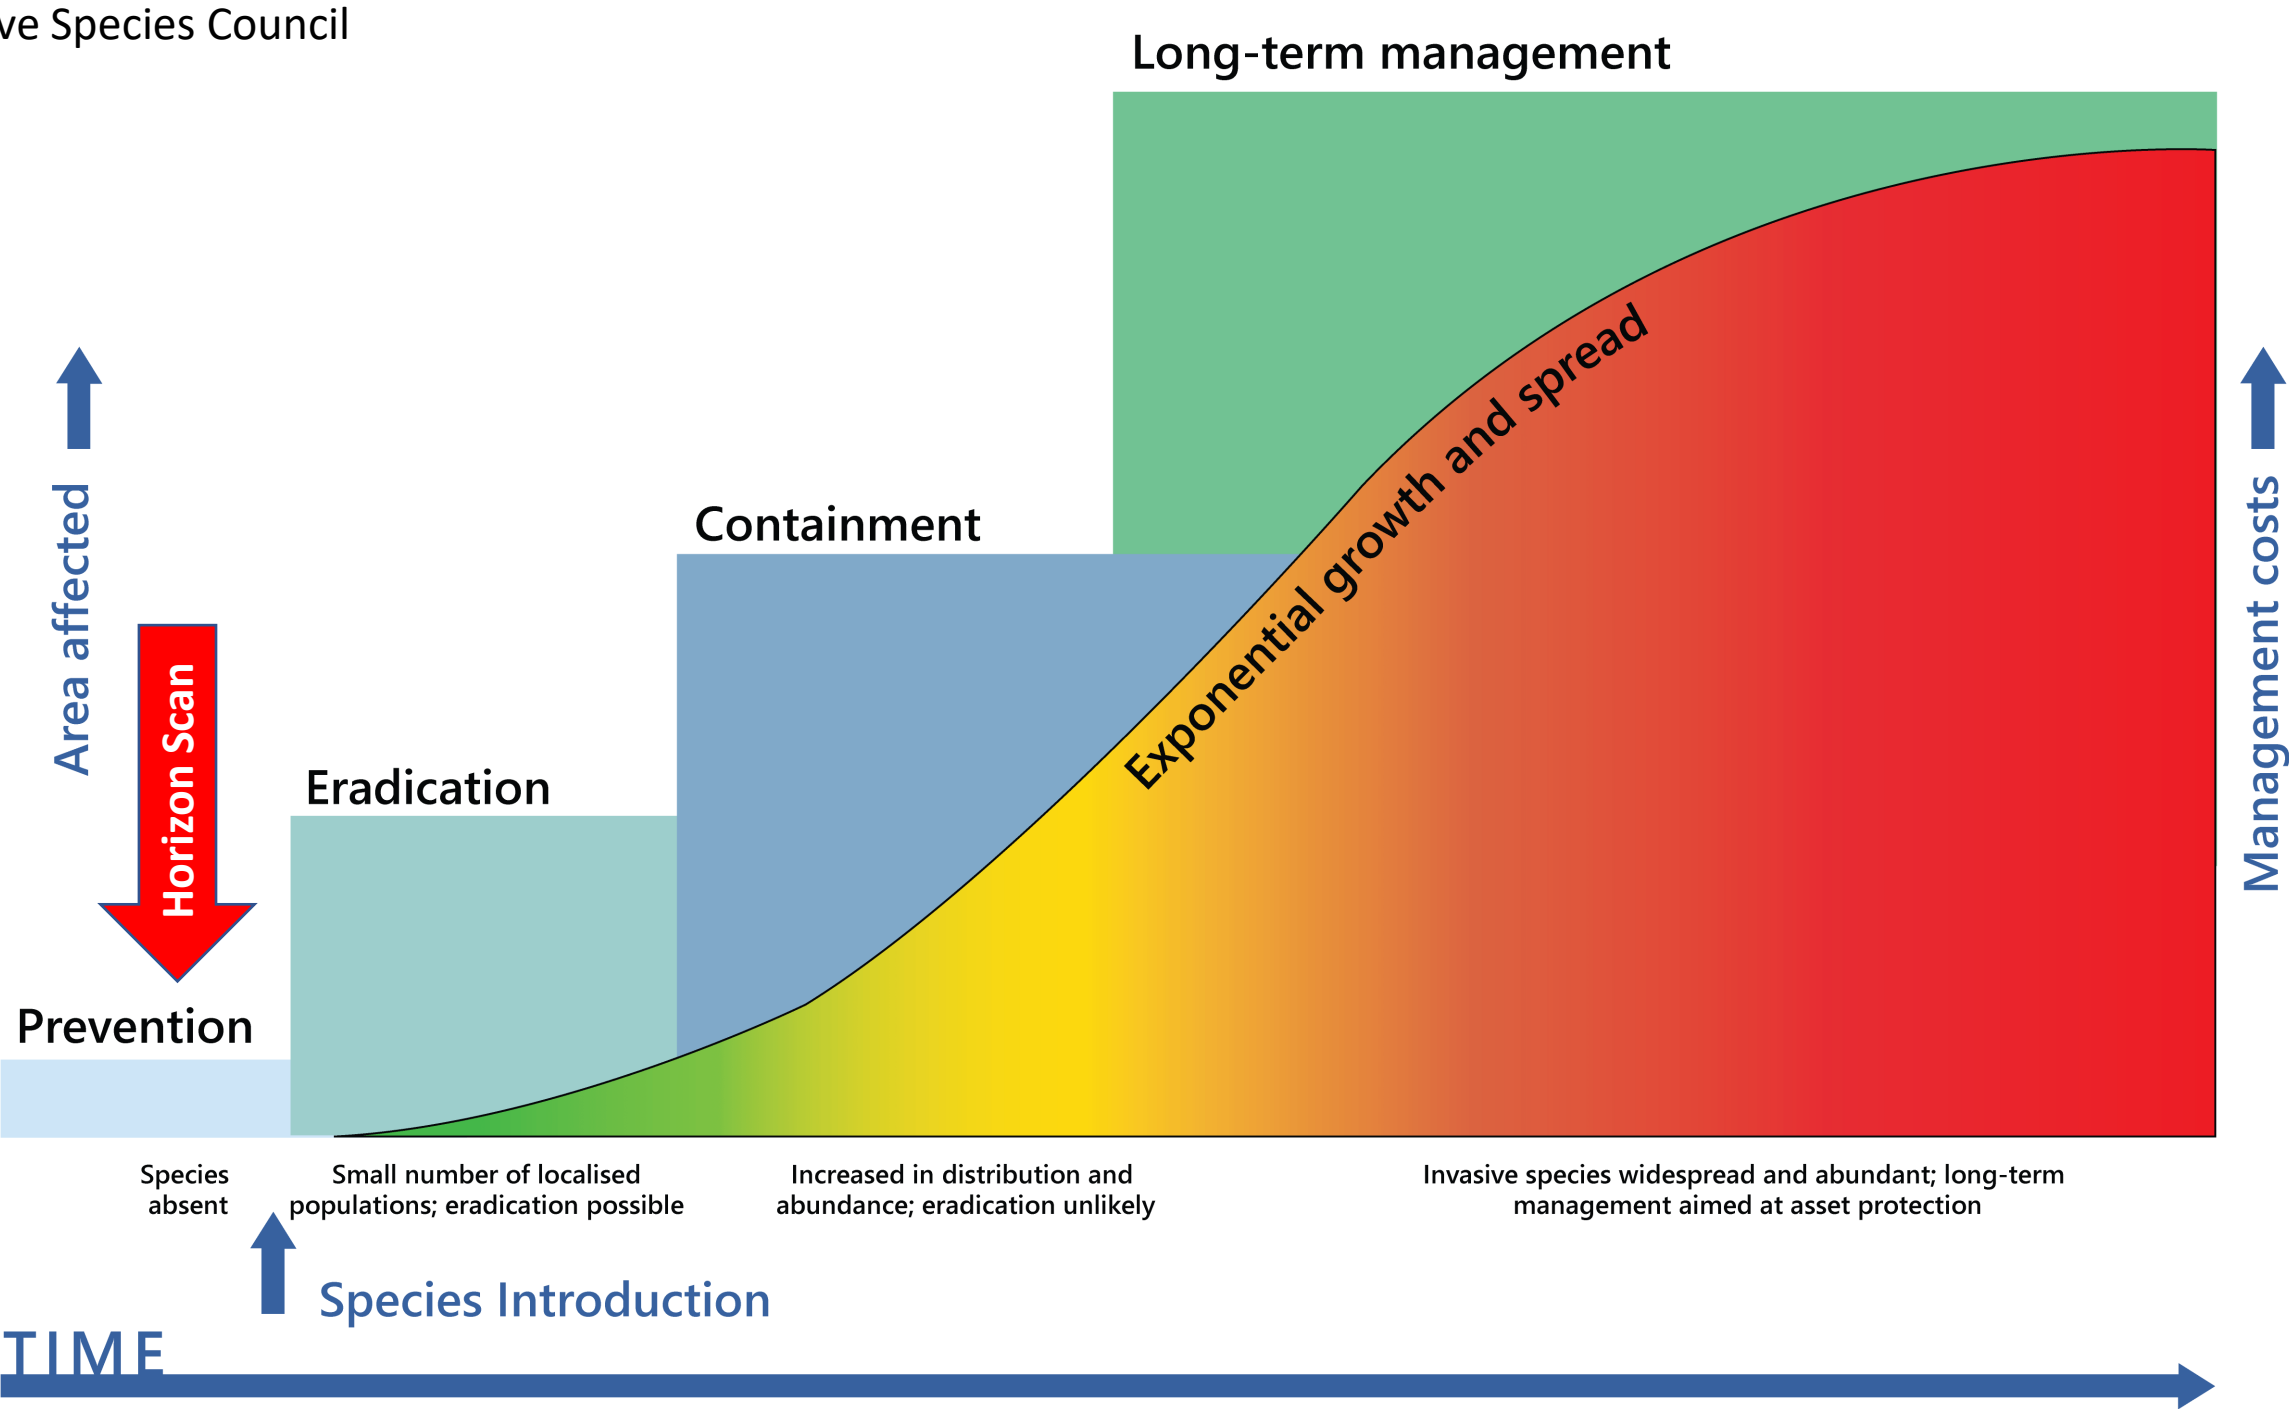 ve Species Council
Long-term management
Containment
Eradication
Prevention
Area affected
Horizon Scan
Exponential growth and spread
Management costs
Species
absent
Small number of localised
populations; eradication possible
Increased in distribution and
abundance; eradication unlikely
Invasive species widespread and abundant; long-term
management aimed at asset protection
Species Introduction
TIME